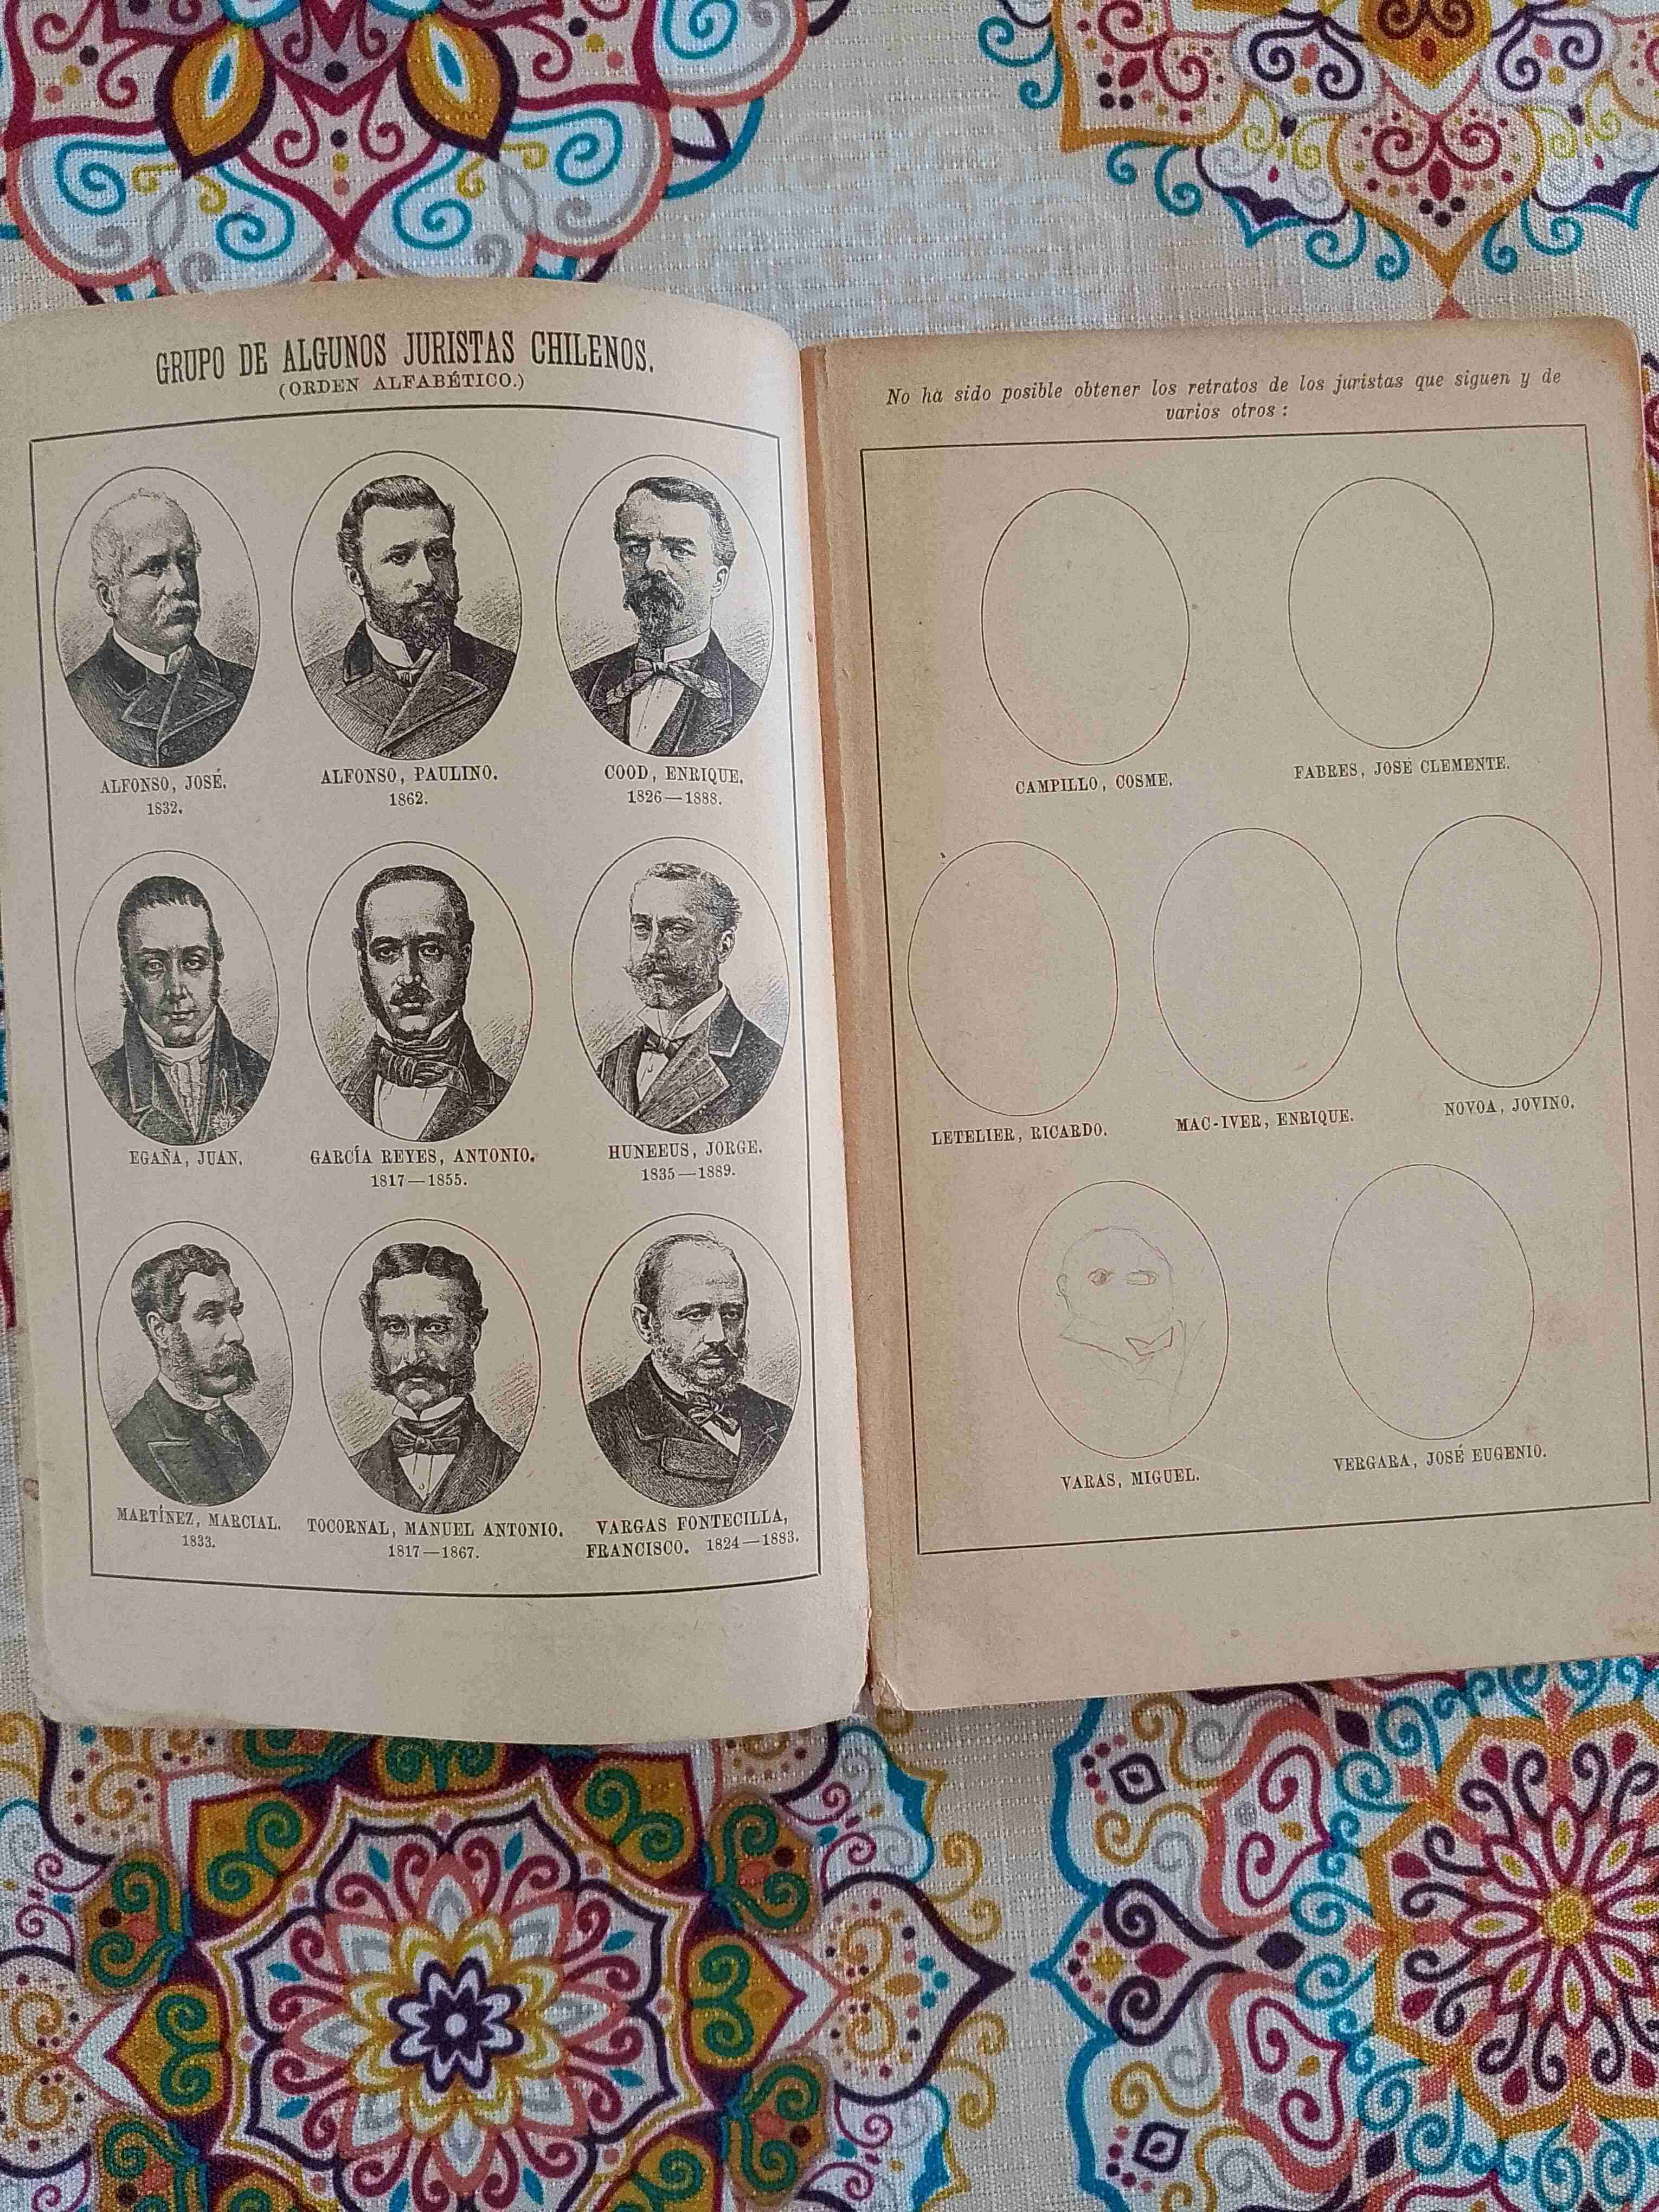 GRUPO DE ALGUNOS JURISTAS CHILENOS.
(ORDEN ALFABÉTICO.)
ALFONSO, JOSÉ.
1832.
ALFONSO, PAULINO.
1862.
COOD, ENRIQUE.
1826—1888.
EGAÑA, JUAN.
GARCÍA REYES, ANTONIO.
1817—1855.
HUNEEUS, JORGE.
1835—1889.
MARTÍNEZ, MARCIAL.
1833.
TOCORNAL, MANUEL ANTONIO.
1817—1867.
VARGAS FONTECILLA,
FRANCISCO. 1824—1883.
No ha sido posible obtener los retratos de los juristas que siguen y de
varios otros :
CAMPILLO, COSME.
FABRES, JOSÉ CLEMENTE.
LETELIER, RICARDO.
MAC-IVER, ENRIQUE.
NOVOA, JOVINO.
VARAS, MIGUEL.
VERGARA, JOSÉ EUGENIO.